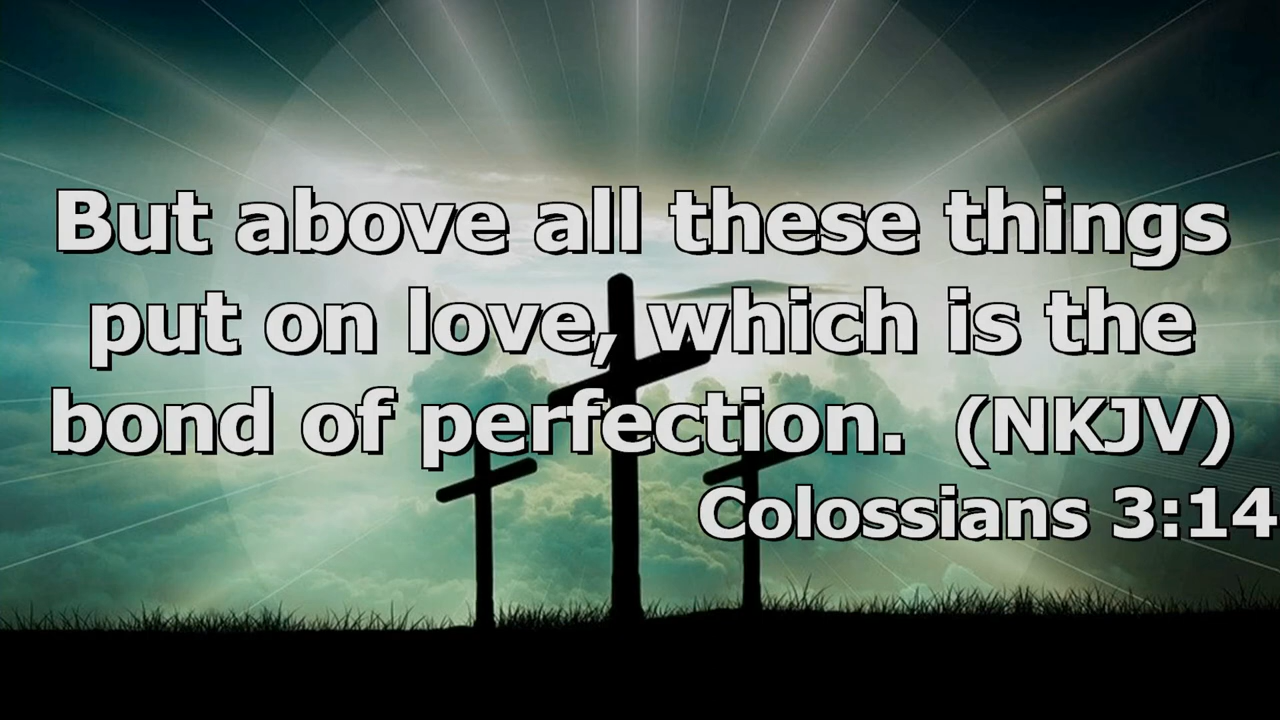 But above all these things
put on love, which is the
bond of perfection.  (NKJV)
Colossians 3:14